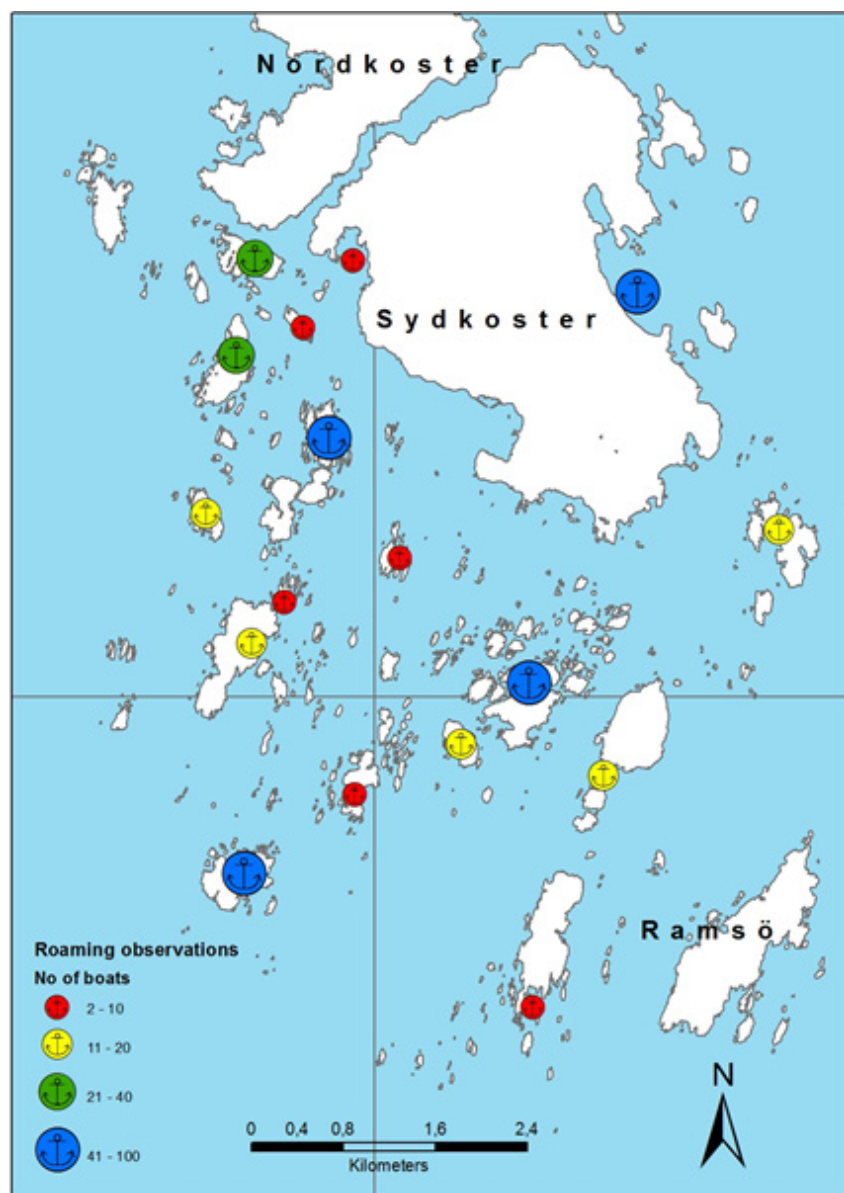 Nordkoster
Sydkoster
Ramsö
Roaming observations
No of boats
2 - 10
11 - 20
21 - 40
41 - 100
0 0,4 0,8 1,6 2,4
Kilometers
N